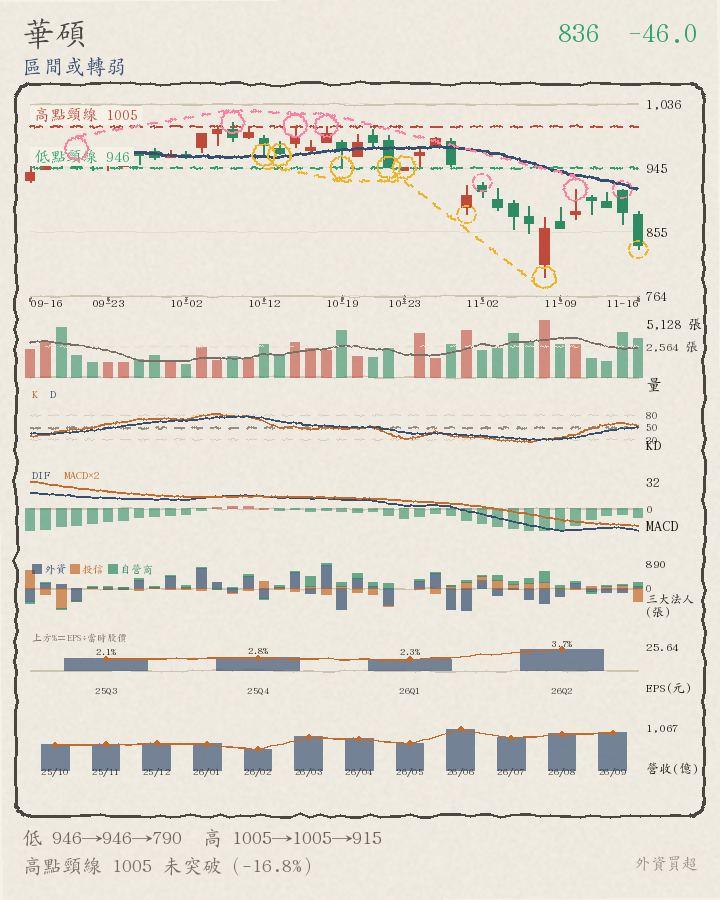 華碩
836 -46.0
區間或轉弱
高點頸線 1005
低點頸線 946
1,036
945
855
764
09-16 09-23 10-02 10-12 10-19 10-23 11-02 11-09 11-16
5,128 張
2,564 張
量
K D
80
50
20
KD
DIF MACD×2
32
0
MACD
外資 投信 自營商
890
0
三大法人
(張)
上方%=EPS÷當時股價
2.1% 2.8% 2.3% 3.7%
25.64
25Q3 25Q4 26Q1 26Q2
EPS(元)
1,067
25/10 25/11 25/12 26/01 26/02 26/03 26/04 26/05 26/06 26/07 26/08 26/09
營收(億)
低 946→946→790 高 1005→1005→915
高點頸線 1005 未突破 (-16.8%)
外資買超